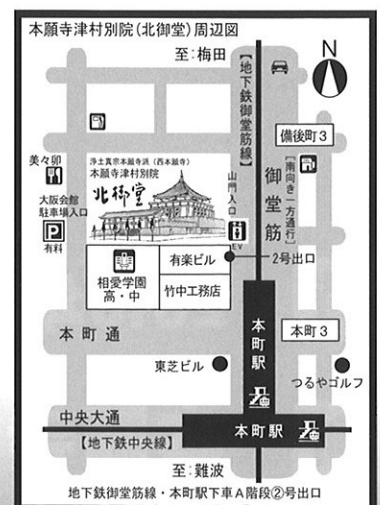 本願寺津村別院(北御堂)周辺図
至:梅田
N
【地下鉄御堂筋線】
備後町3
美々卯
浄土真宗本願寺派(西本願寺)
本願寺津村別院
北御堂
山門入口
御堂筋
【南向き一方通行】
大阪会館
駐車場入口
P
有料
EV
2号出口
相愛学園
高・中
有楽ビル
竹中工務店
本町通
本町駅
本町3
東芝ビル
つるやゴルフ
中央大通
本町駅
【地下鉄中央線】
至:難波
地下鉄御堂筋線・本町駅下車A階段②号出口